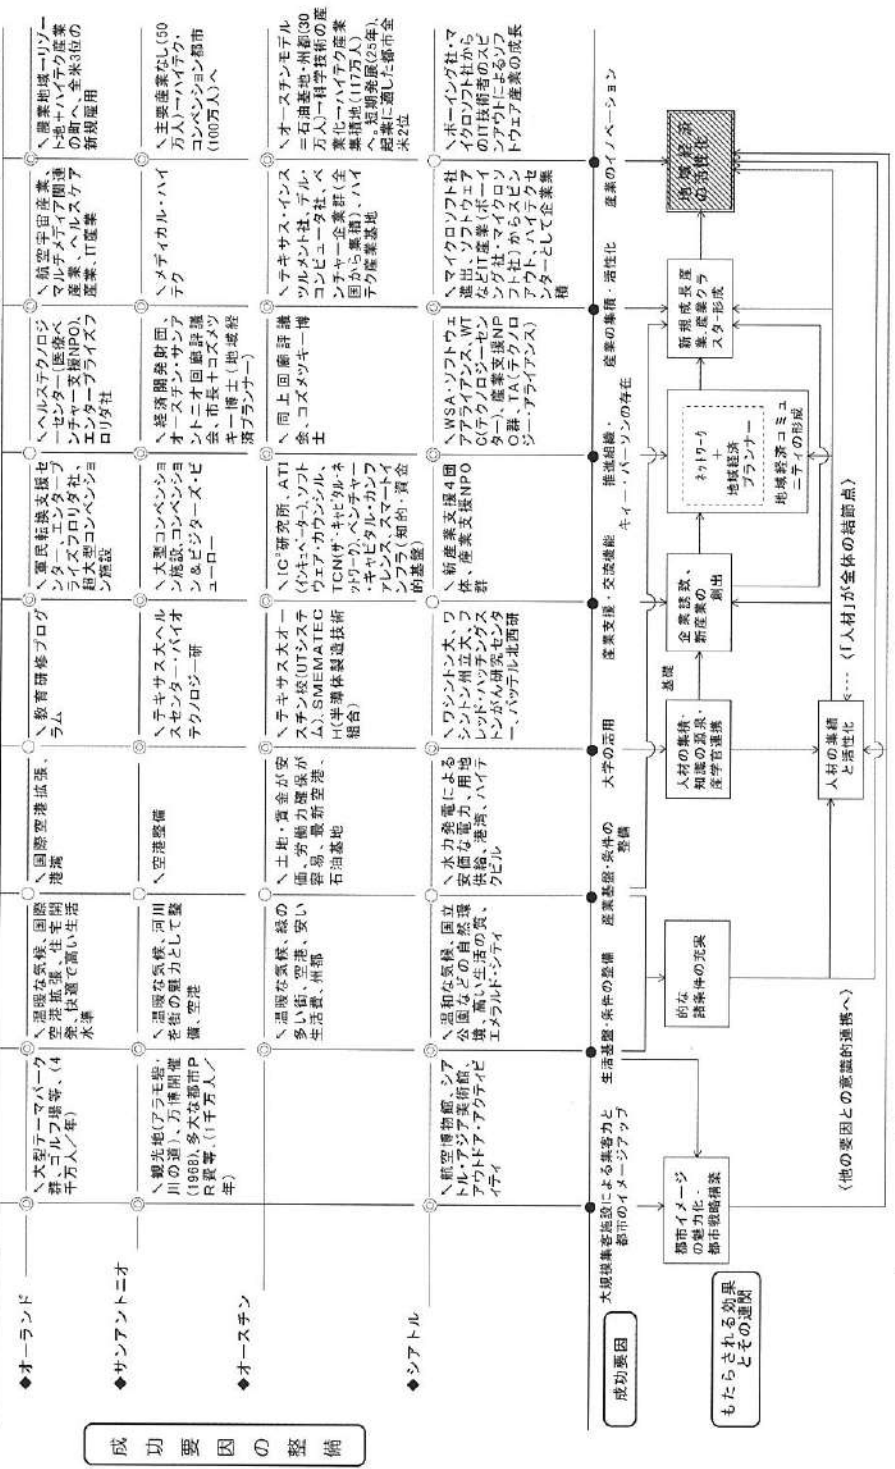 成功要因の整備
◆オーランド
＼大型テーマパーク
群、ゴルフ場等、(4
千万人／年)
＼温暖な気候、国際
空港拡張、住宅開
発、快適で高い生活
水準
＼国際空港拡張、
港湾
＼教育研修プログ
ラム
＼軍民転換支援セ
ンター、エンタープ
ライズフロリダ社、
超大型コンベンショ
ン施設
＼ヘルステクノロジ
ーセンター(医療ベ
ンチャー支援NPO)、
エンタープライズフ
ロリダ社
＼航空宇宙産業、
マルチメディア関連
産業、ヘルスケア
産業、IT産業
＼農業地域→リゾー
ト地＋ハイテク産業
の町へ、全米3位の
新規雇用
◆サンアントニオ
＼観光地(アラモ砦・
川の道)、万博開催
(1968)、多大な都市P
R費等、(1千万人／
年)
＼温暖な気候、河川
を街の魅力として整
備、空港
＼空港整備
＼テキサス大ヘル
スセンター・バイオ
テクノロジー研
＼大型コンベンショ
ン施設、コンベンショ
ン＆ビジターズ・ビ
ューロー
＼経済開発財団、
オースチン・サンア
ントニオ回廊評議
会、市長＋コズメツ
キー博士(地域経
済プランナー)
＼メディカル・ハイ
テク
＼主要産業なし(50
万人)→ハイテク・
コンベンション都市
(100万人)へ
◆オースチン
＼温暖な気候、緑の
多い街、空港、安い
生活費、州都
＼土地・賃金が安
価、労働力確保が
容易、最新空港、
石油基地
＼テキサス大オー
スチン校(UTシステ
ム)、SMEMATEC
H(半導体製造技術
組合)
＼IC²研究所、ATI
(インキュベータ)、ソフト
ウェア・カウンシル、
TCN(ザ・キャピタル・ネ
ットワーク)、ベンチャー
・キャピタル・カンフ
ァレンス、スマートイ
ンフラ(知的・資金
的基盤)
＼同上回廊評議
会、コズメツキー博
士
＼テキサス・インス
ツルメント社、デル・
コンピュータ社、ベ
ンチャー企業群(全
国から集積)、ハイ
テク産業基地
＼オースチンモデル
＝石油基地・州都(30
万人)→科学技術の産
業化→ハイテク産業
集積地(117万人)
へ。短期発展(25年)、
起業に適した都市全
米2位
◆シアトル
＼航空博物館、シア
トル・アジア美術館、
アウトドア・アクティビ
ティ
＼温和な気候、国立
公園などの自然環
境、高い生活の質、
エメラルド・シティ
＼水力発電による
安価な電力、用地
供給、港湾、ハイテ
クビル
＼ワシントン大、ワ
シントン州立大、フ
レッド・ハッチングス
トンがん研究センタ
ー、バッテル北西研
＼新産業支援4団
体、産業支援NPO
群
＼WSA・ソフトウェ
アアライアンス、WT
C(テクノロジーセン
ター)、産業支援NP
O群、TA(テクノロ
ジー・アライアンス)
＼マイクロソフト社
進出、ソフトウェア
などIT産業(ボーイ
ング社・マイクロソ
フト社)からスピン
アウト、ハイテクセ
ンターとして企業集
積
＼ボーイング社・マ
イクロソフト社から
のIT技術者のスピ
ンアウトによるソフ
トウェア産業の成長
成功要因
大規模集客施設による集客力と
都市のイメージアップ
生活基盤・条件の整備
産業基盤・条件の
整備
大学の活用
産業支援・交流機能
推進組織・
キィー・パーソンの存在
産業の集積・活性化
産業のイノベーション
もたらされる効果
とその連関
都市イメージ
の魅力化・
都市戦略構築
的な
諸条件の充実
人材の集積・
知識の源泉・
産学官連携
基礎
企業誘致、
新産業の
創出
ネットワーク
＋
地域経済
プランナー
地域経済コミュ
ニティの形成
新規成長産
業、産業クラ
スター形成
地域経済
の活性化
人材の集積
と活性化
〈「人材」が全体の結節点〉
〈他の要因との意識的連携へ〉